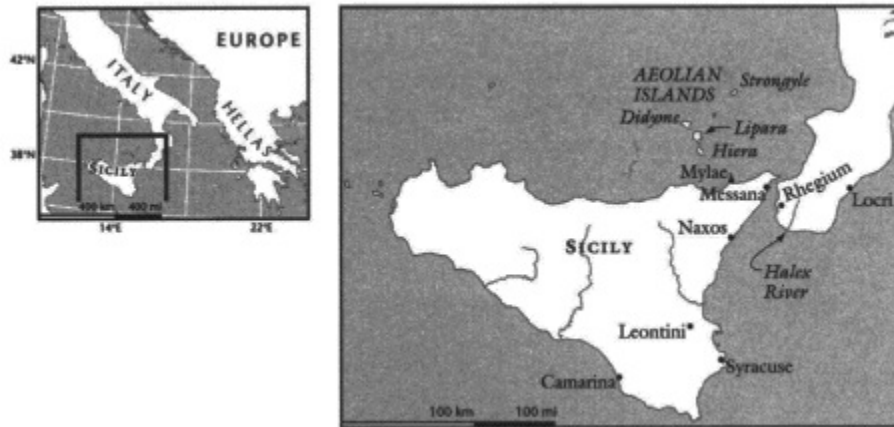 EUROPE
42°N
ITALY
HELLAS
38°N
SICILY
400 km 400 mi
14°E 22°E
AEOLIAN
ISLANDS
Strongyle
Didyme
Lipara
Hiera
Mylae
Messana
Rhegium
Locri
Naxos
SICILY
Halex
River
Leontini
Syracuse
Camarina
100 km 100 mi